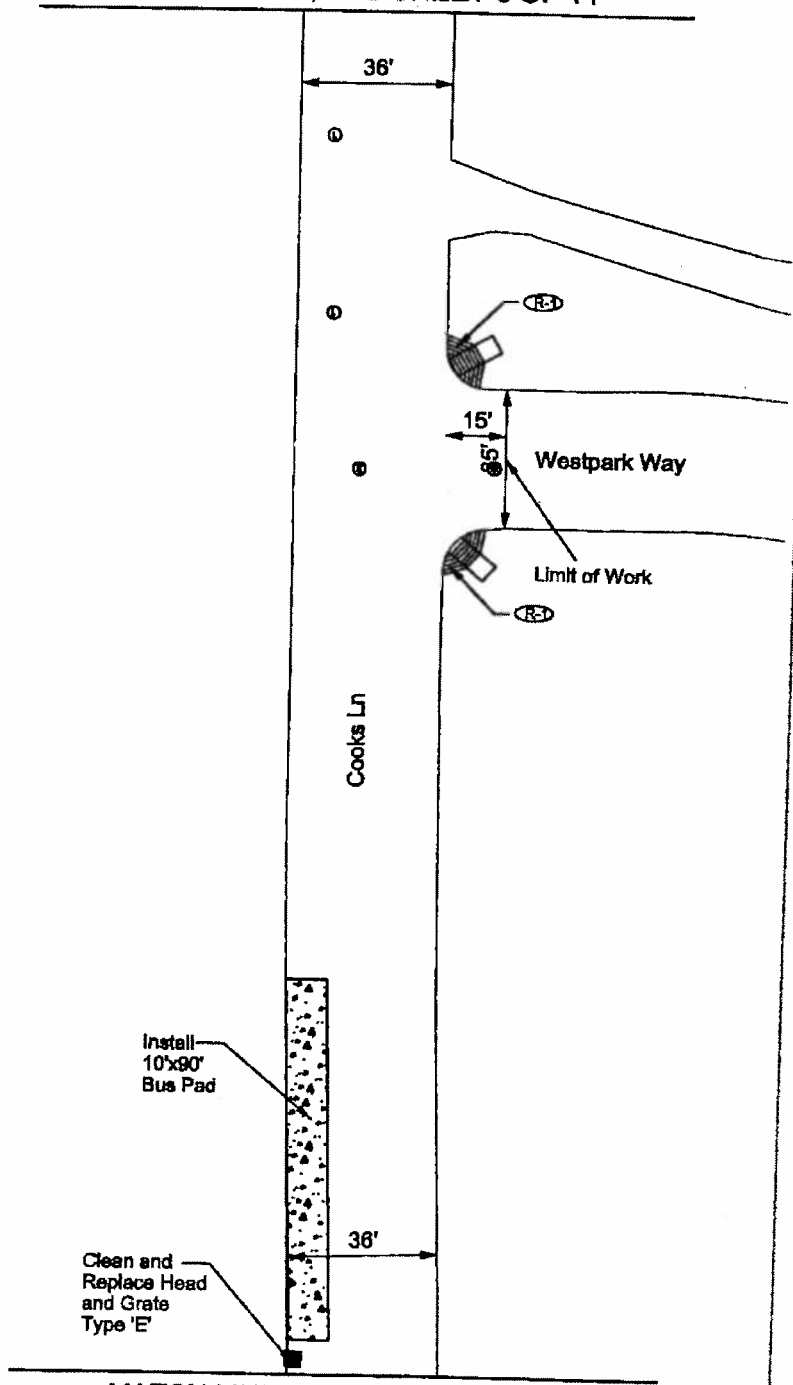 36'
R-1
15'
Westpark Way
Limit of Work
R-1
Cooks Ln
Install
10'x90'
Bus Pad
36'
Clean and
Replace Head
and Grate
Type 'E'